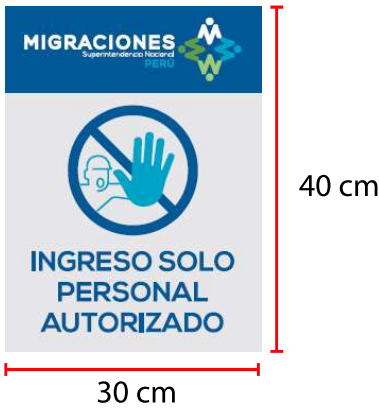 MIGRACIONES
Superintendencia Nacional
PERÚ
INGRESO SOLO
PERSONAL
AUTORIZADO
40 cm
30 cm